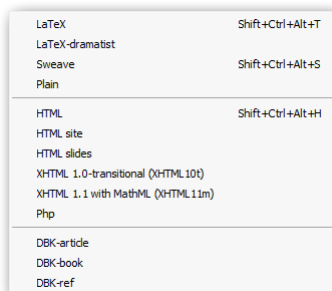 LaTeX Shift+Ctrl+Alt+T
LaTeX-dramatist
Sweave Shift+Ctrl+Alt+S
Plain
HTML Shift+Ctrl+Alt+H
HTML site
HTML slides
XHTML 1.0-transitional (XHTML10t)
XHTML 1.1 with MathML (XHTML11m)
Php
DBK-article
DBK-book
DBK-ref